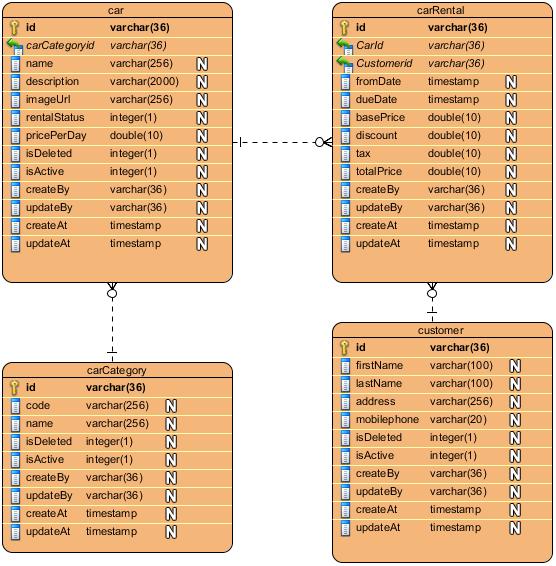 car
id varchar(36)
carCategoryid varchar(36)
name varchar(256) N
description varchar(2000) N
imageUrl varchar(256) N
rentalStatus integer(1) N
pricePerDay double(10) N
isDeleted integer(1) N
isActive integer(1) N
createBy varchar(36) N
updateBy varchar(36) N
createAt timestamp N
updateAt timestamp N
carRental
id varchar(36)
CarId varchar(36)
Customerid varchar(36)
fromDate timestamp N
dueDate timestamp N
basePrice double(10) N
discount double(10) N
tax double(10) N
totalPrice double(10) N
createBy varchar(36) N
updateBy varchar(36) N
createAt timestamp N
updateAt timestamp N
carCategory
id varchar(36)
code varchar(256) N
name varchar(256) N
isDeleted integer(1) N
isActive integer(1) N
createBy varchar(36) N
updateBy varchar(36) N
createAt timestamp N
updateAt timestamp N
customer
id varchar(36)
firstName varchar(100) N
lastName varchar(100) N
address varchar(256) N
mobilephone varchar(20) N
isDeleted integer(1) N
isActive integer(1) N
createBy varchar(36) N
updateBy varchar(36) N
createAt timestamp N
updateAt timestamp N